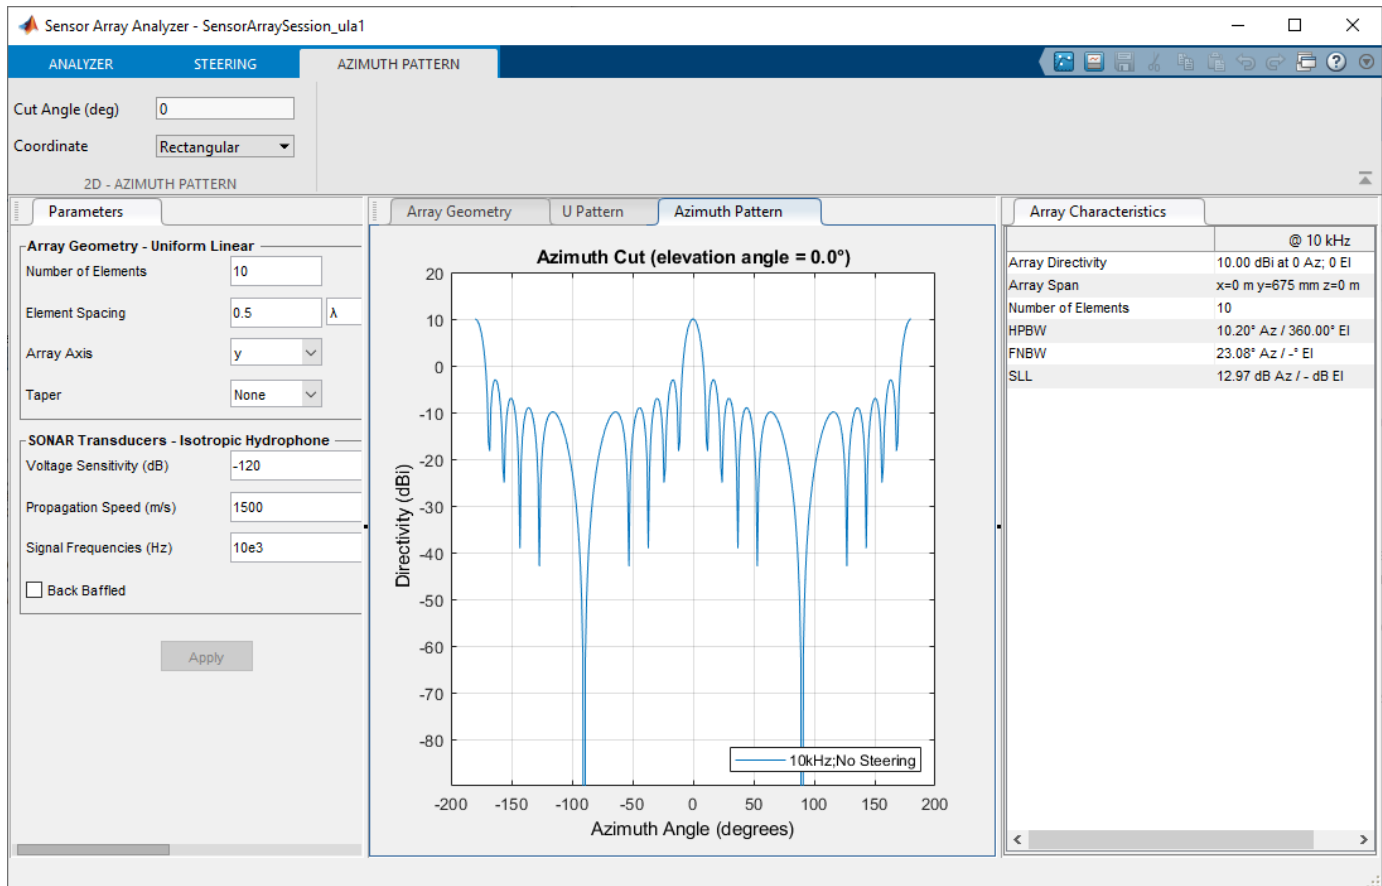 Sensor Array Analyzer - SensorArraySession_ula1
ANALYZER STEERING AZIMUTH PATTERN
Cut Angle (deg) 0
Coordinate Rectangular
2D - AZIMUTH PATTERN
Parameters
Array Geometry - Uniform Linear
Number of Elements 10
Element Spacing 0.5 λ
Array Axis y
Taper None
SONAR Transducers - Isotropic Hydrophone
Voltage Sensitivity (dB) -120
Propagation Speed (m/s) 1500
Signal Frequencies (Hz) 10e3
Back Baffled
Apply
Array Geometry U Pattern Azimuth Pattern
Azimuth Cut (elevation angle = 0.0°)
20
10
0
-10
-20
-30
-40
-50
-60
-70
-80
Directivity (dBi)
10kHz;No Steering
-200 -150 -100 -50 0 50 100 150 200
Azimuth Angle (degrees)
Array Characteristics
@ 10 kHz
Array Directivity 10.00 dBi at 0 Az; 0 El
Array Span x=0 m y=675 mm z=0 m
Number of Elements 10
HPBW 10.20° Az / 360.00° El
FNBW 23.08° Az / -° El
SLL 12.97 dB Az / - dB El